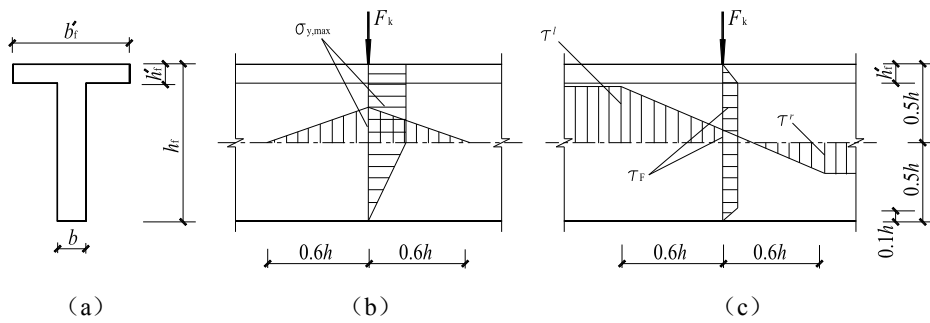 b′f
h′f
hf
b
(a)
Fk
σy,max
0.6h
0.6h
(b)
Fk
τl
τr
τF
h′f
0.5h
0.5h
0.1h
0.6h
0.6h
(c)